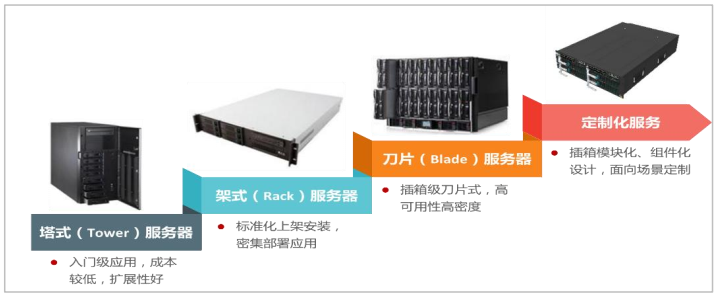 塔式（Tower）服务器
入门级应用，成本
较低，扩展性好
架式（Rack）服务器
标准化上架安装，
密集部署应用
刀片（Blade）服务器
插箱级刀片式，高
可用性高密度
定制化服务
插箱模块化、组件化
设计，面向场景定制